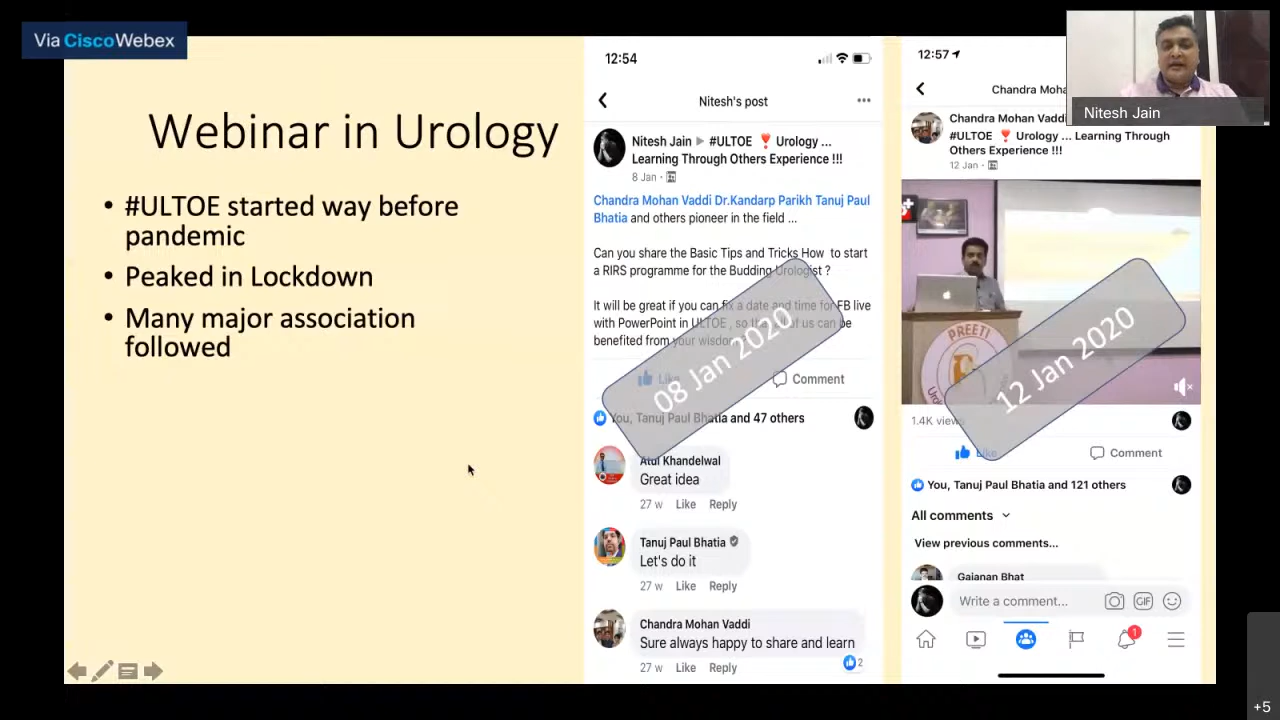 Via CiscoWebex
Webinar in Urology
• #ULTOE started way before
pandemic
• Peaked in Lockdown
• Many major association
followed
12:54
Nitesh's post
Nitesh Jain ▶ #ULTOE ❣️ Urology ...
Learning Through Others Experience !!!
8 Jan ·
Chandra Mohan Vaddi Dr.Kandarp Parikh Tanuj Paul
Bhatia and others pioneer in the field ...
Can you share the Basic Tips and Tricks How to start
a RIRS programme for the Budding Urologist ?
It will be great if you can fix a date and time for FB live
with PowerPoint in ULTOE , so the all of us can be
benefited from your wisdom
08 Jan 2020
Like
Comment
You, Tanuj Paul Bhatia and 47 others
Atul Khandelwal
Great idea
27 w Like Reply
Tanuj Paul Bhatia
Let's do it
27 w Like Reply
Chandra Mohan Vaddi
Sure always happy to share and learn
2
27 w Like Reply
12:57
Chandra Moha
Chandra Mohan Vaddi
#ULTOE ❣️ Urology ... Learning Through
Others Experience !!!
12 Jan ·
PREETI
12 Jan 2020
1.4K views
Like
Comment
You, Tanuj Paul Bhatia and 121 others
All comments
View previous comments...
Gajanan Bhat
Write a comment...
GIF
1
Nitesh Jain
+5